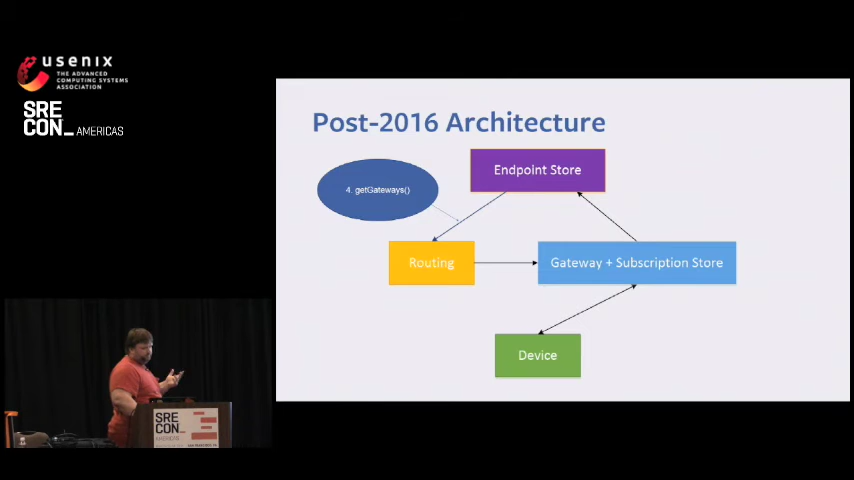 usenix
THE ADVANCED
COMPUTING SYSTEMS
ASSOCIATION
SRE
CON_ AMERICAS
Post-2016 Architecture
Endpoint Store
4. getGateways()
Routing
Gateway + Subscription Store
Device
SRE
CON_
AMERICAS